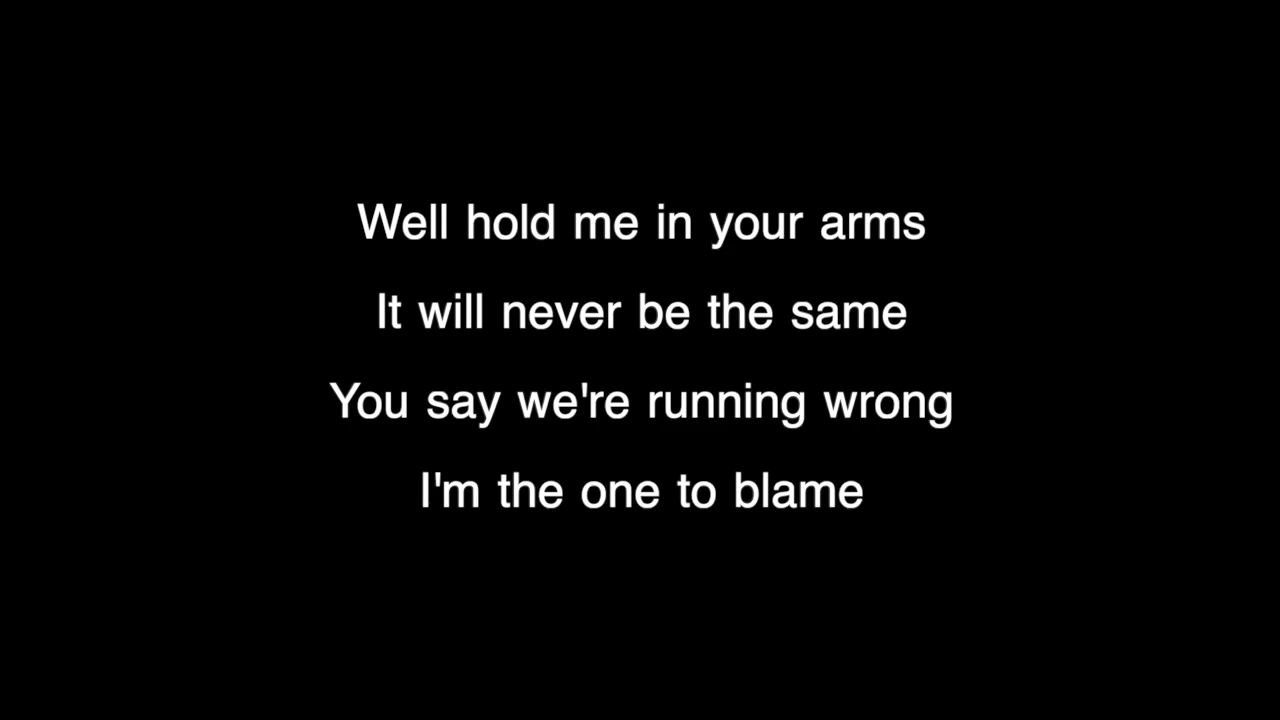 Well hold me in your arms
It will never be the same
You say we're running wrong
I'm the one to blame